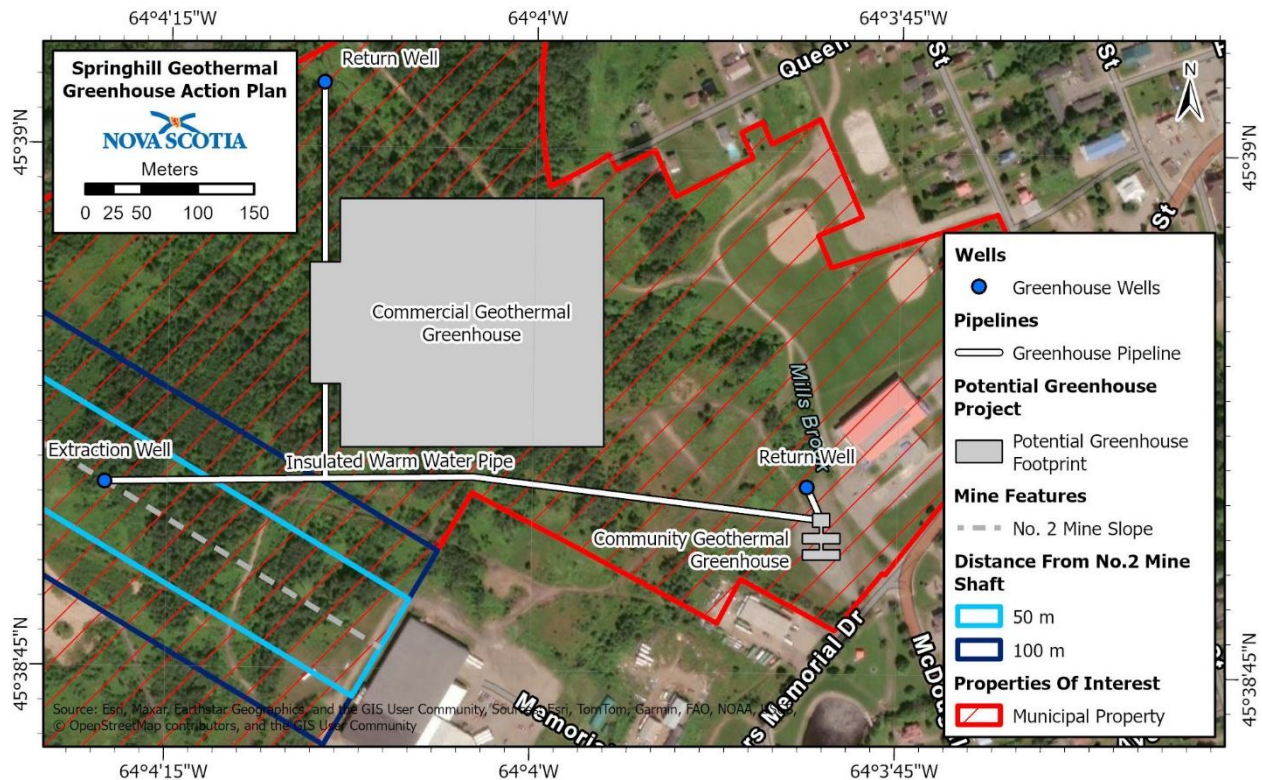 64°4'15"W 64°4'W 64°3'45"W
Springhill Geothermal
Greenhouse Action Plan
NOVA SCOTIA
Meters
0 25 50 100 150
Return Well
Queen
St
St
N
45°39'N
45°39'N
St
Commercial Geothermal
Greenhouse
Mills Brook
Extraction Well
Insulated Warm Water Pipe
Return Well
Community Geothermal
Greenhouse
Wells
Greenhouse Wells
Pipelines
Greenhouse Pipeline
Potential Greenhouse
Project
Potential Greenhouse
Footprint
Mine Features
No. 2 Mine Slope
Distance From No.2 Mine
Shaft
50 m
100 m
Properties Of Interest
Municipal Property
45°38'45"N
45°38'45"N
Memorial
rs Memorial Dr
Source: Esri, Maxar, Earthstar Geographics, and the GIS User Community, Sources: Esri, TomTom, Garmin, FAO, NOAA,
© OpenStreetMap contributors, and the GIS User Community
64°4'15"W 64°4'W 64°3'45"W